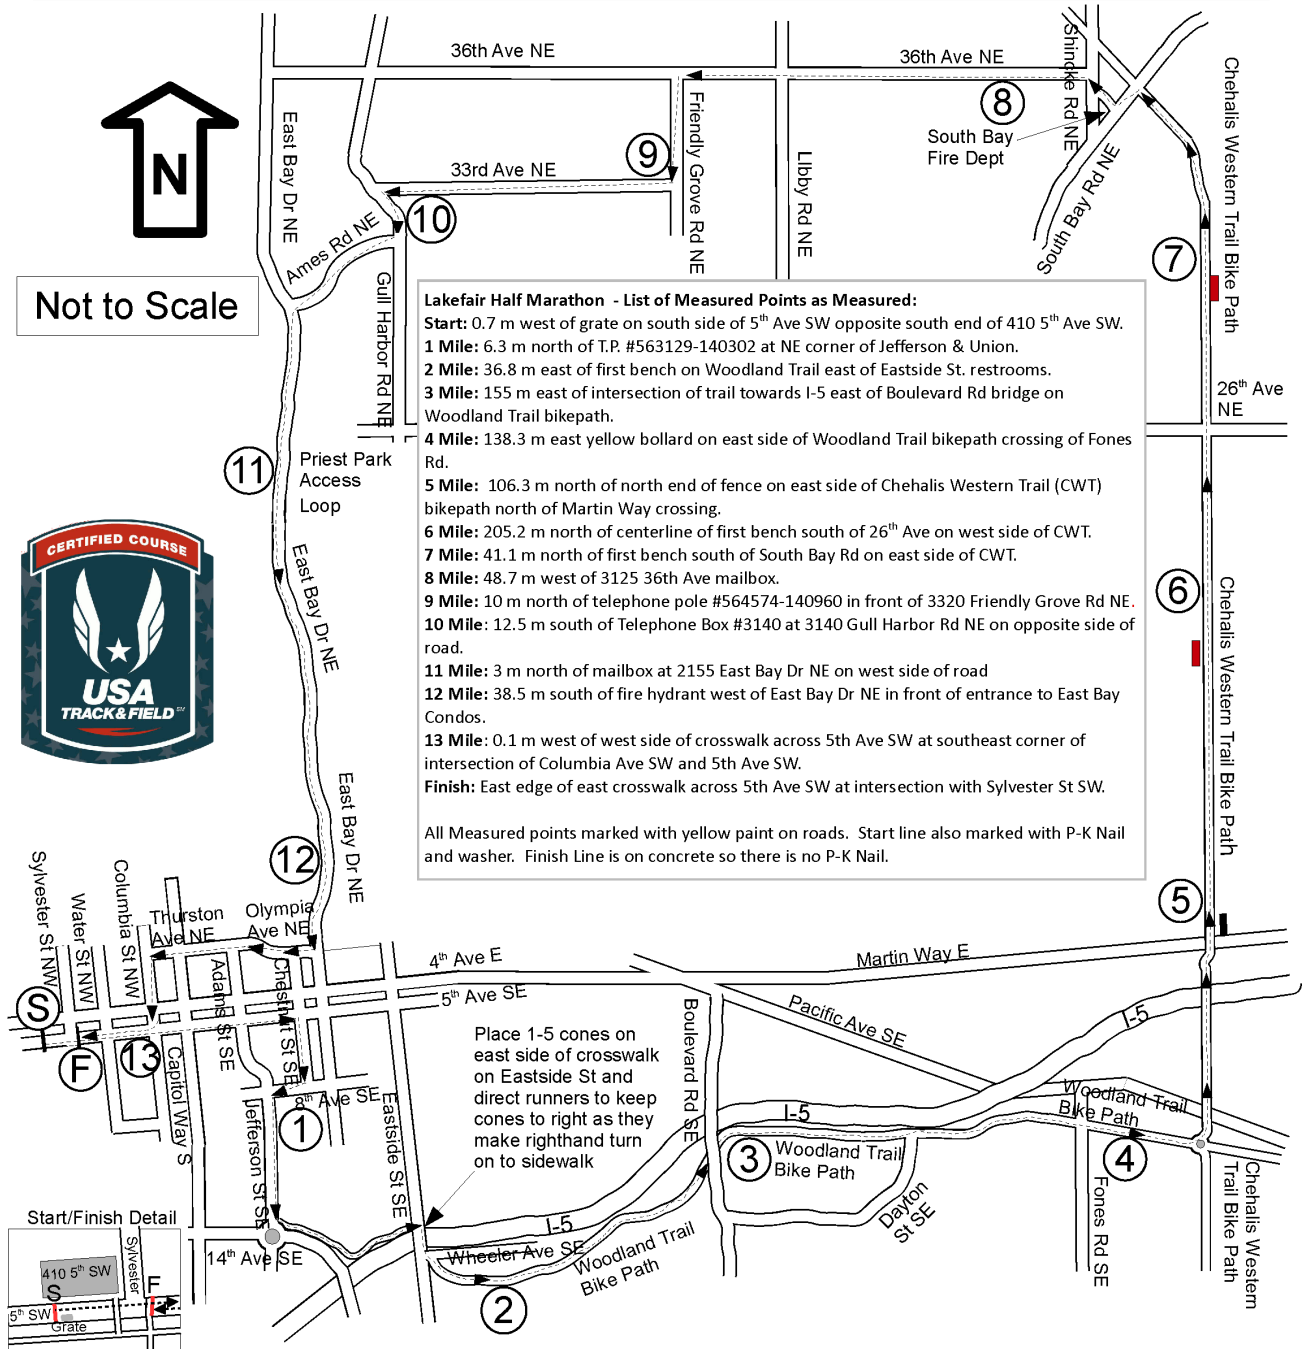 36th Ave NE
36th Ave NE
Shincke Rd NE
Chehalis Western Trail Bike Path
8
South Bay
Fire Dept
N
East Bay Dr NE
Friendly Grove Rd NE
9
33rd Ave NE
LIbby Rd NE
South Bay Rd NE
10
Ames Rd NE
7
Not to Scale
Gull Harbor Rd NE
Lakefair Half Marathon - List of Measured Points as Measured:
Start: 0.7 m west of grate on south side of 5th Ave SW opposite south end of 410 5th Ave SW.
1 Mile: 6.3 m north of T.P. #563129-140302 at NE corner of Jefferson & Union.
2 Mile: 36.8 m east of first bench on Woodland Trail east of Eastside St. restrooms.
3 Mile: 155 m east of intersection of trail towards I-5 east of Boulevard Rd bridge on
Woodland Trail bikepath.
4 Mile: 138.3 m east yellow bollard on east side of Woodland Trail bikepath crossing of Fones
Rd.
5 Mile: 106.3 m north of north end of fence on east side of Chehalis Western Trail (CWT)
bikepath north of Martin Way crossing.
6 Mile: 205.2 m north of centerline of first bench south of 26th Ave on west side of CWT.
7 Mile: 41.1 m north of first bench south of South Bay Rd on east side of CWT.
8 Mile: 48.7 m west of 3125 36th Ave mailbox.
9 Mile: 10 m north of telephone pole #564574-140960 in front of 3320 Friendly Grove Rd NE.
10 Mile: 12.5 m south of Telephone Box #3140 at 3140 Gull Harbor Rd NE on opposite side of
road.
11 Mile: 3 m north of mailbox at 2155 East Bay Dr NE on west side of road
12 Mile: 38.5 m south of fire hydrant west of East Bay Dr NE in front of entrance to East Bay
Condos.
13 Mile: 0.1 m west of west side of crosswalk across 5th Ave SW at southeast corner of
intersection of Columbia Ave SW and 5th Ave SW.
Finish: East edge of east crosswalk across 5th Ave SW at intersection with Sylvester St SW.
All Measured points marked with yellow paint on roads. Start line also marked with P-K Nail
and washer. Finish Line is on concrete so there is no P-K Nail.
26th Ave
NE
11
Priest Park
Access
Loop
CERTIFIED COURSE
USA
TRACK&FIELD SM
East Bay Dr NE
6
Chehalis Western Trail Bike Path
East Bay Dr NE
12
5
Sylvester St NW
Water St NW
Columbia St NW
Thurston
Ave NE
Olympia
Ave NE
Adams St SE
Chestnut St SE
4th Ave E
5th Ave SE
Martin Way E
Pacific Ave SE
I-5
S
F
13
Capitol Way S
8th Ave SE
1
Jefferson St SE
Eastside St SE
Place 1-5 cones on
east side of crosswalk
on Eastside St and
direct runners to keep
cones to right as they
make righthand turn
on to sidewalk
Boulevard Rd SE
I-5
Woodland Trail
Bike Path
3
Woodland Trail
Bike Path
4
Dayton
St SE
Fones Rd SE
Chehalis Western
Trail Bike Path
14th Ave SE
I-5
Wheeler Ave SE
Woodland Trail
Bike Path
2
Start/Finish Detail
Sylvester
410 5th SW
S
F
5th SW
Grate